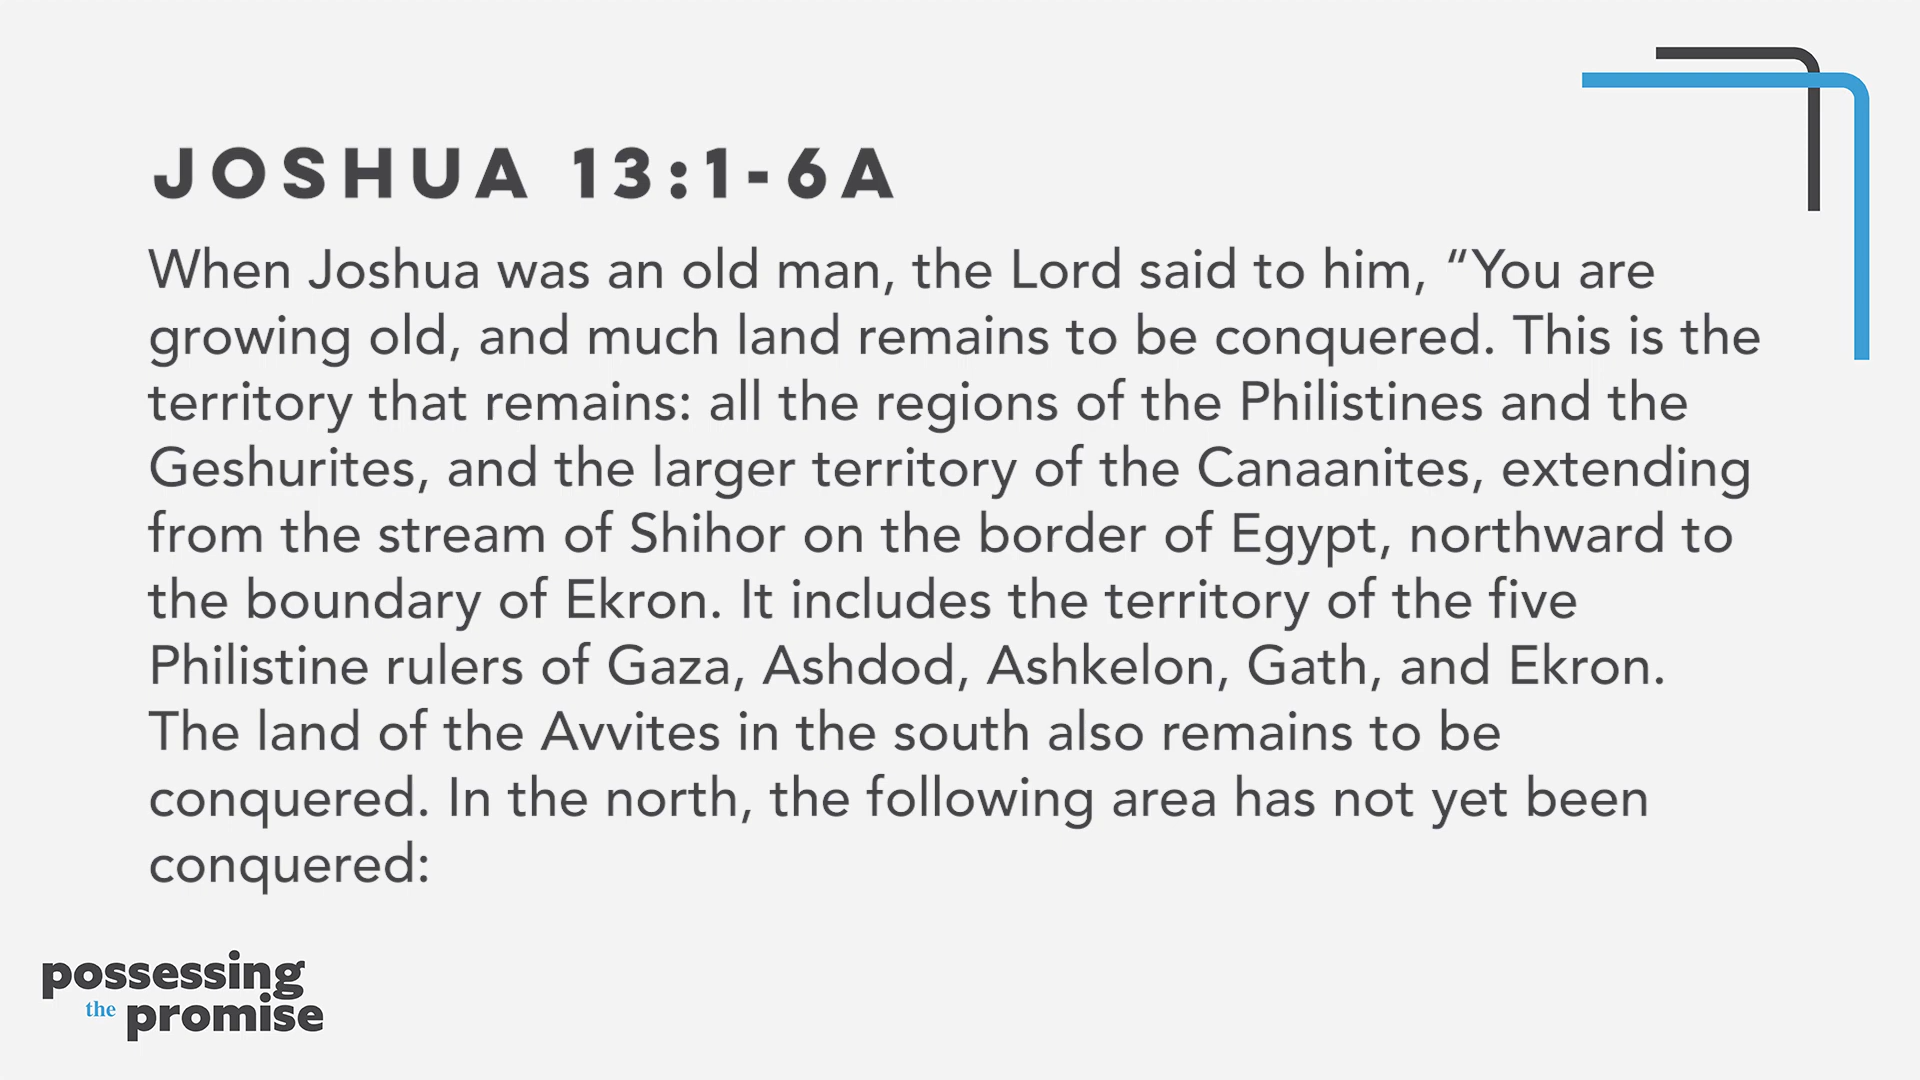 JOSHUA 13:1-6A
When Joshua was an old man, the Lord said to him, “You are
growing old, and much land remains to be conquered. This is the
territory that remains: all the regions of the Philistines and the
Geshurites, and the larger territory of the Canaanites, extending
from the stream of Shihor on the border of Egypt, northward to
the boundary of Ekron. It includes the territory of the five
Philistine rulers of Gaza, Ashdod, Ashkelon, Gath, and Ekron.
The land of the Avvites in the south also remains to be
conquered. In the north, the following area has not yet been
conquered:
possessing
the promise